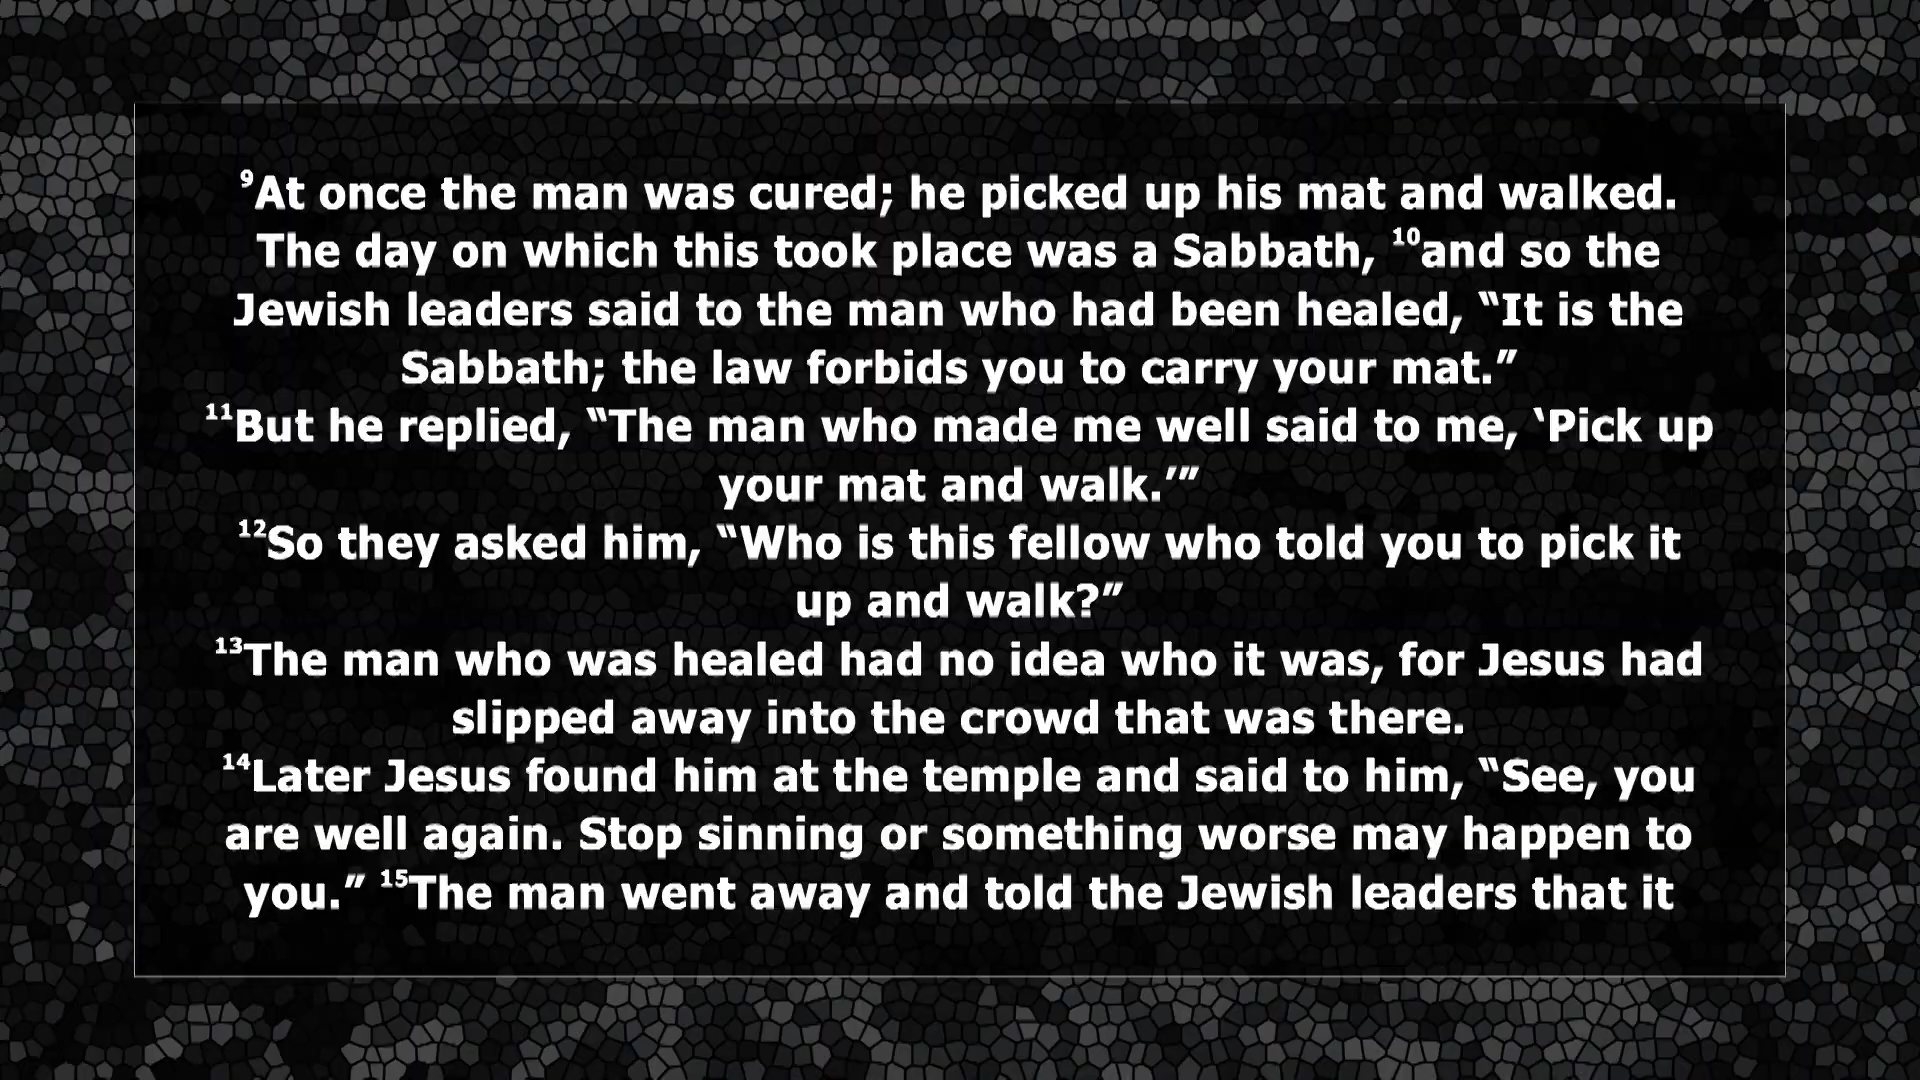 ⁹At once the man was cured; he picked up his mat and walked.
The day on which this took place was a Sabbath, ¹⁰and so the
Jewish leaders said to the man who had been healed, “It is the
Sabbath; the law forbids you to carry your mat.”
¹¹But he replied, “The man who made me well said to me, ‘Pick up
your mat and walk.’”
¹²So they asked him, “Who is this fellow who told you to pick it
up and walk?”
¹³The man who was healed had no idea who it was, for Jesus had
slipped away into the crowd that was there.
¹⁴Later Jesus found him at the temple and said to him, “See, you
are well again. Stop sinning or something worse may happen to
you.” ¹⁵The man went away and told the Jewish leaders that it